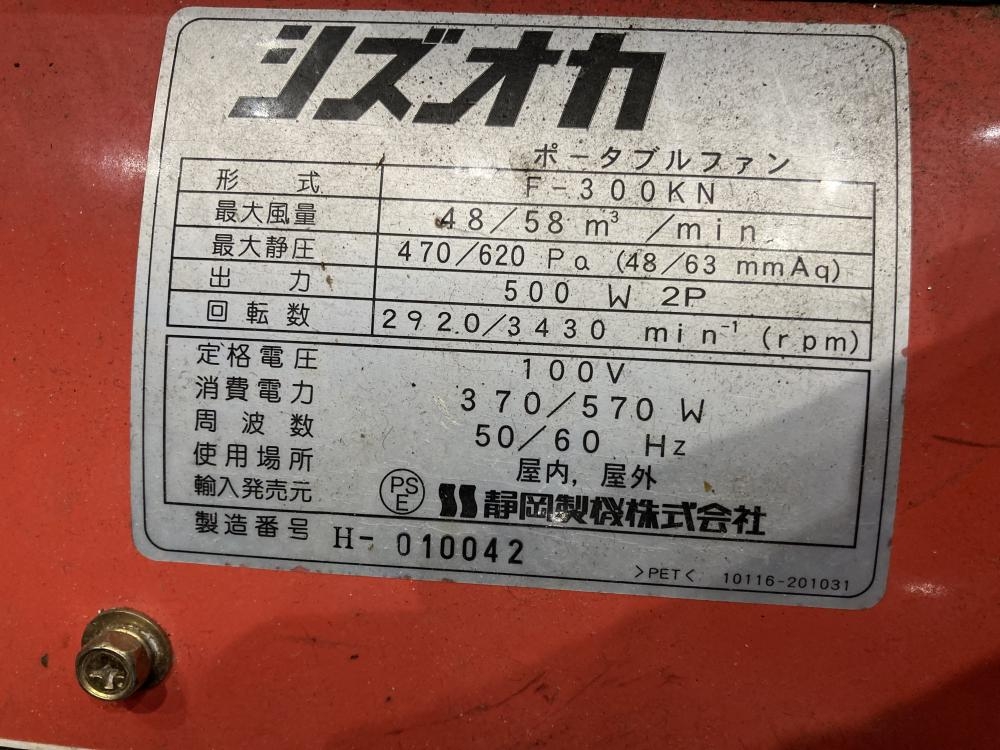 シズオカ
ポータブルファン
形 式 F-300KN
最大風量 48/58 m³/min
最大静圧 470/620 Pa (48/63 mmAq)
出 力 500 W 2P
回転数 2920/3430 min⁻¹ (rpm)
定格電圧 100V
消費電力 370/570 W
周波数 50/60 Hz
使用場所 屋内, 屋外
輸入発売元 PSE 静岡製機株式会社
製造番号 H-010042
>PET< 10116-201031